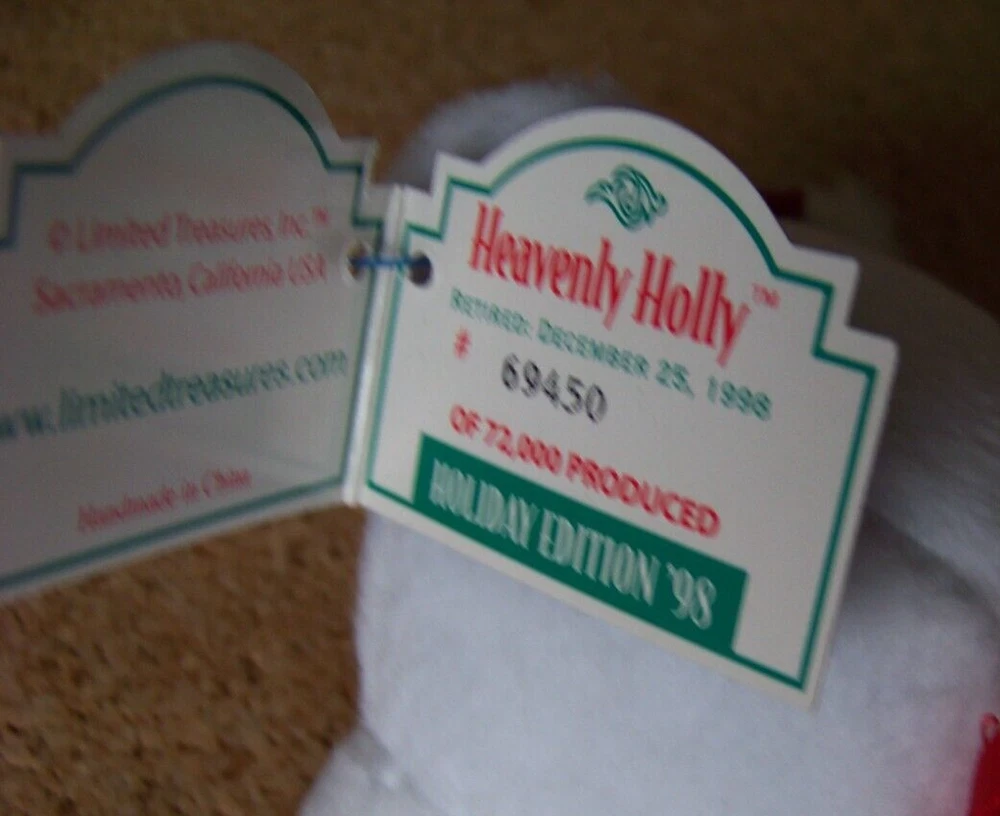 © Limited Treasures, Inc.™
Sacramento, California USA
w.limitedtreasures.com
Handmade in China
Heavenly Holly™
RETIRED: DECEMBER 25, 1998
# 69450
OF 72,000 PRODUCED
HOLIDAY EDITION '98